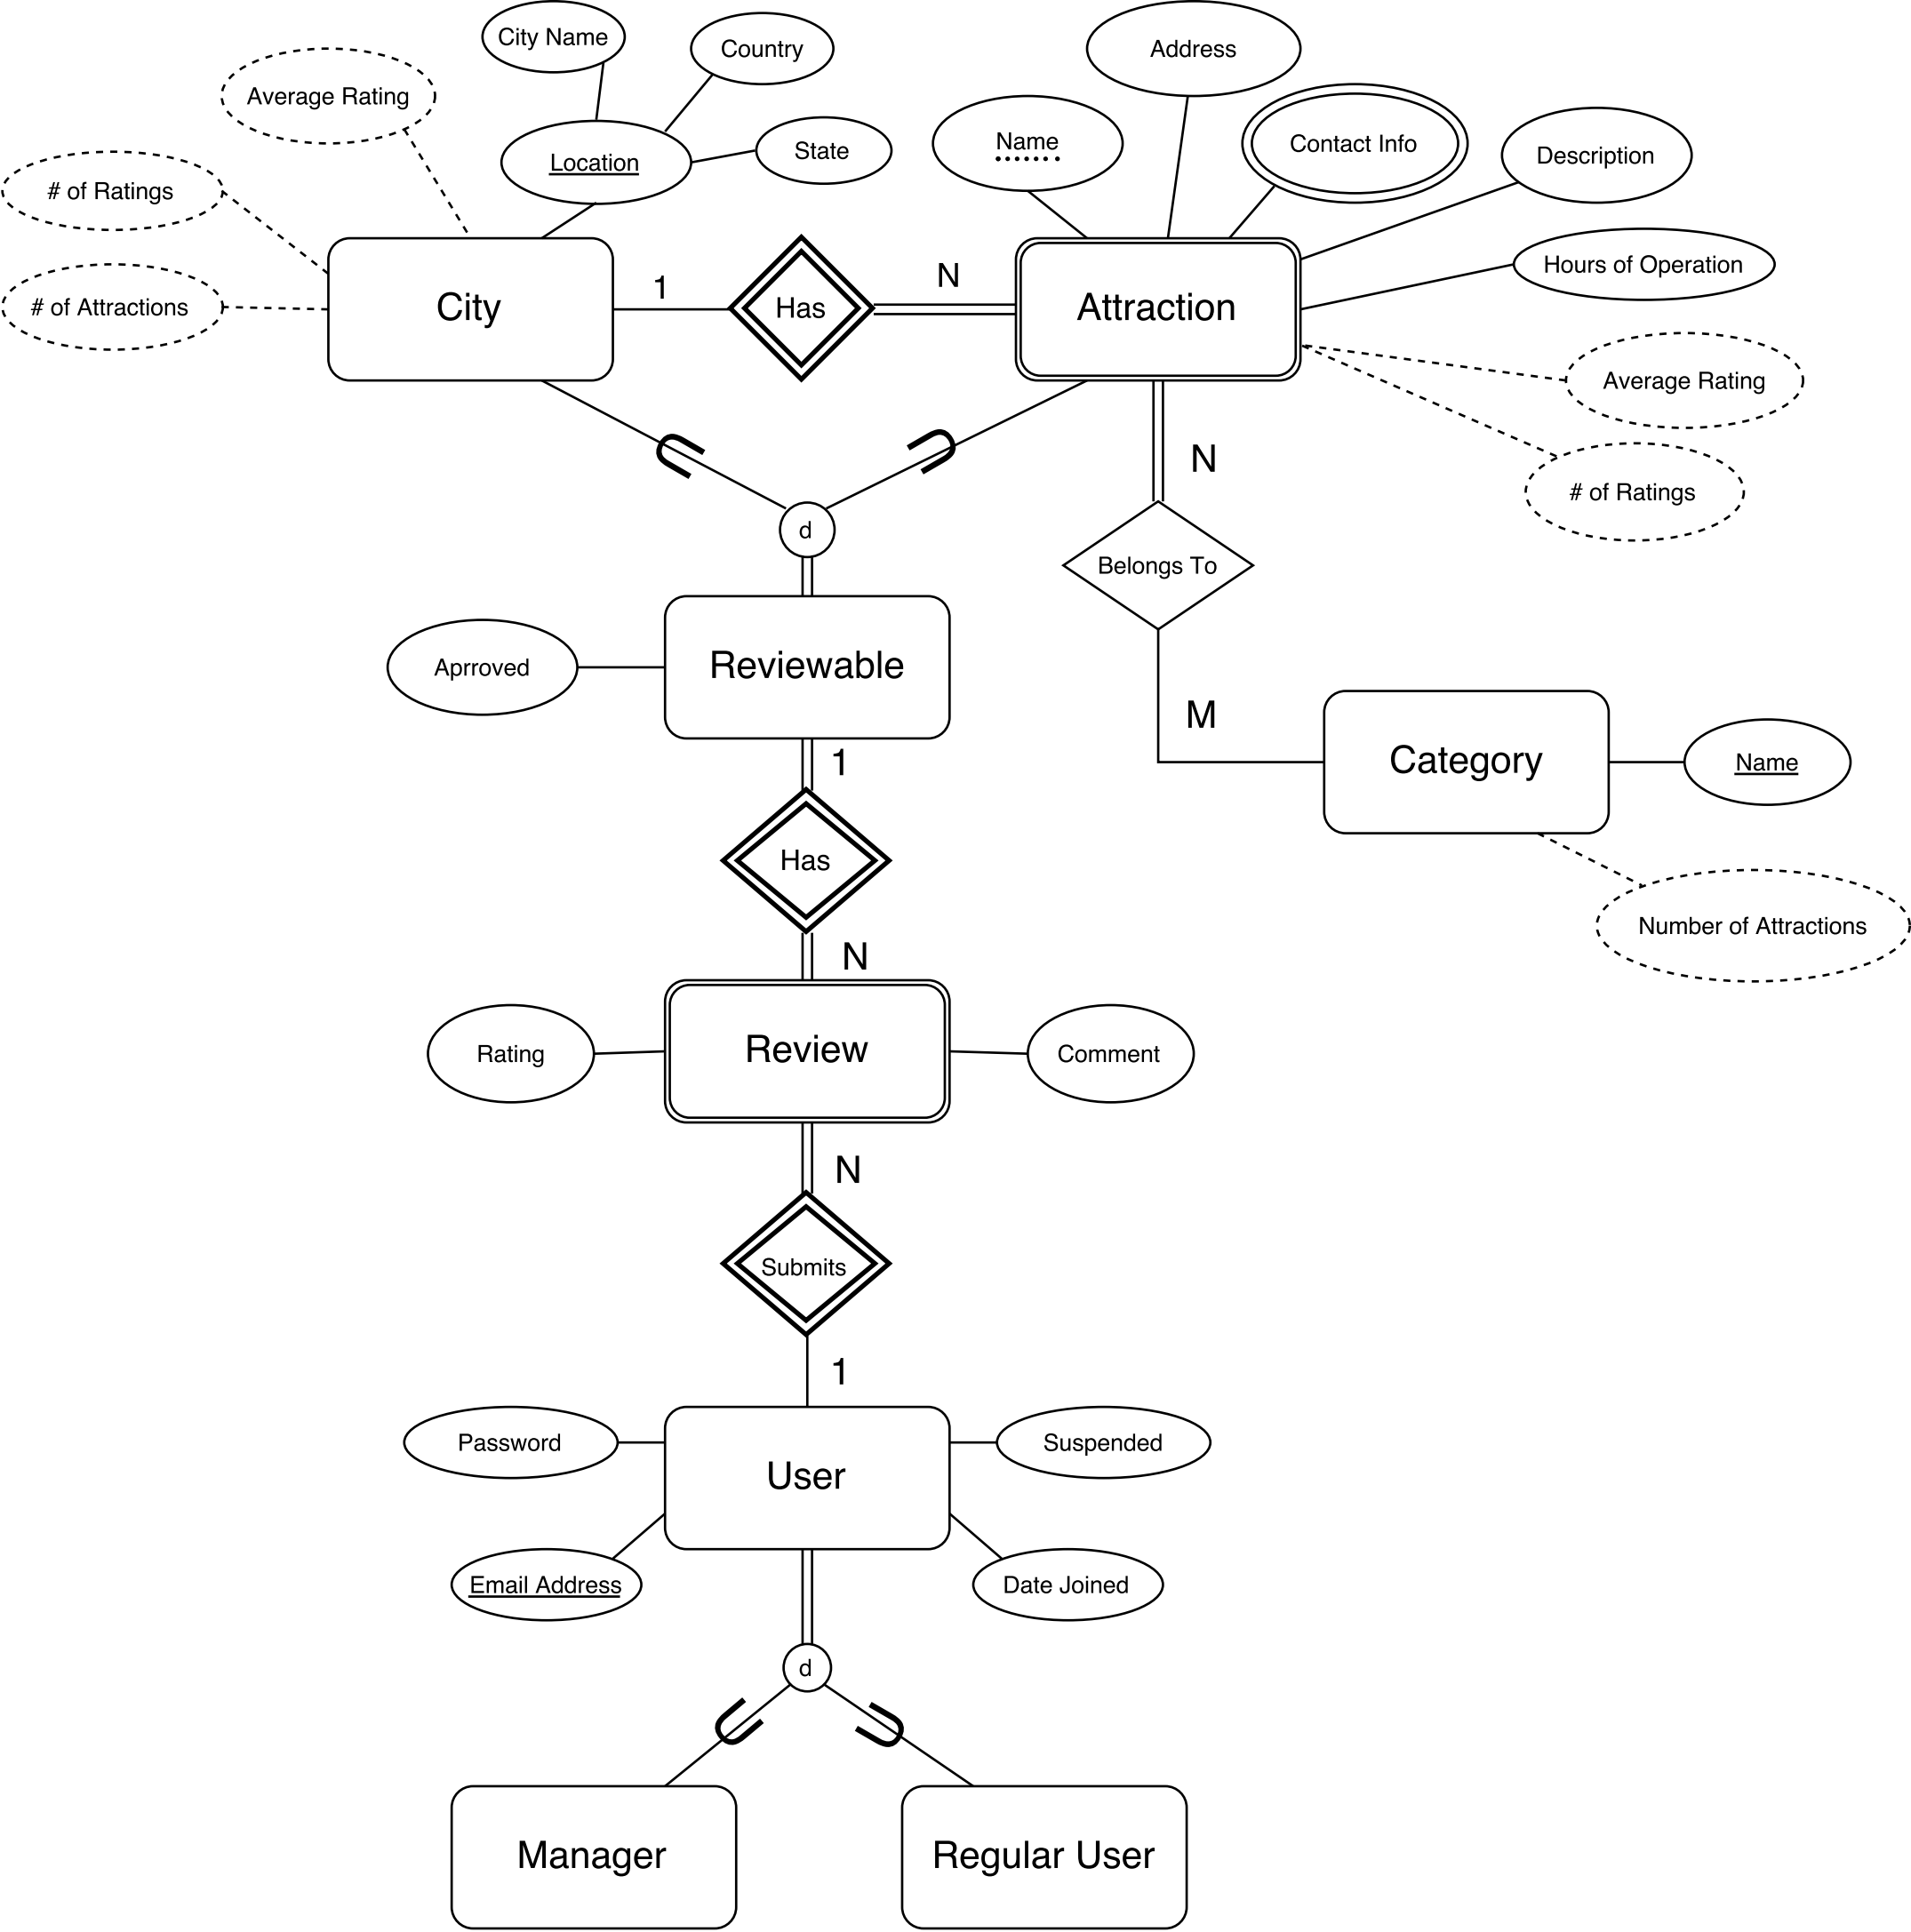 City Name
Country
Address
Average Rating
Name
Contact Info
Description
Location
State
# of Ratings
Hours of Operation
# of Attractions
City
1
Has
N
Attraction
Average Rating
N
# of Ratings
d
Belongs To
Aprroved
Reviewable
M
1
Category
Name
Has
Number of Attractions
N
Rating
Review
Comment
N
Submits
1
Password
User
Suspended
Email Address
Date Joined
d
Manager
Regular User